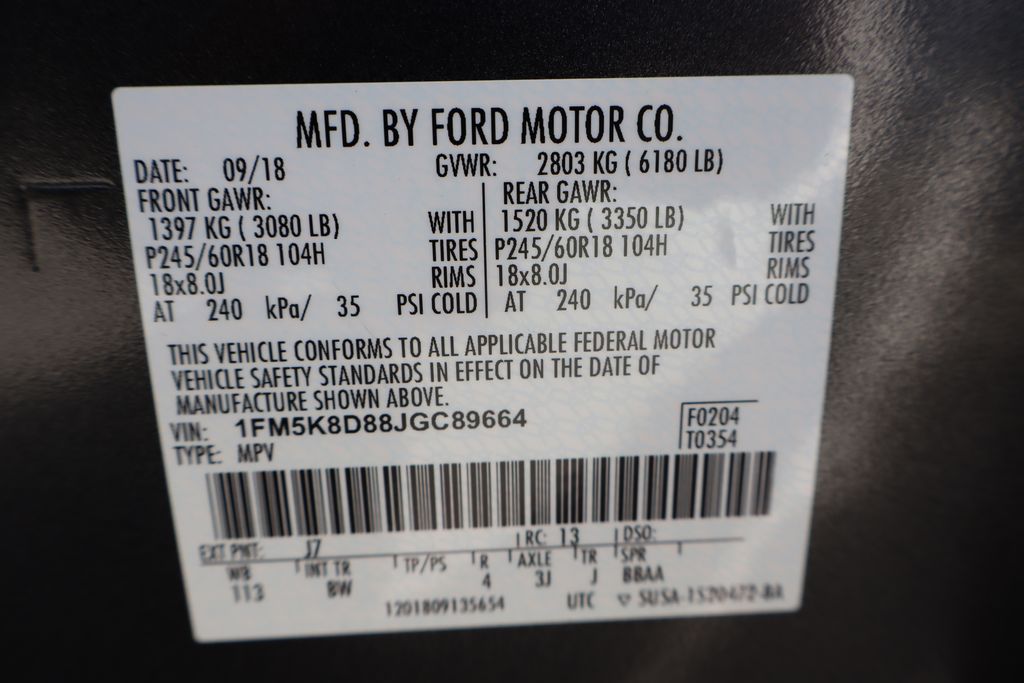 MFD. BY FORD MOTOR CO.
DATE: 09/18 GVWR: 2803 KG ( 6180 LB)
FRONT GAWR: REAR GAWR:
1397 KG ( 3080 LB) WITH 1520 KG ( 3350 LB) WITH
P245/60R18 104H TIRES P245/60R18 104H TIRES
18x8.0J RIMS 18x8.0J RIMS
AT 240 kPa/ 35 PSI COLD AT 240 kPa/ 35 PSI COLD
THIS VEHICLE CONFORMS TO ALL APPLICABLE FEDERAL MOTOR
VEHICLE SAFETY STANDARDS IN EFFECT ON THE DATE OF
MANUFACTURE SHOWN ABOVE.
VIN: 1FM5K8D88JGC89664 F0204
TYPE: MPV T0354
EXT PNT: J7 RC: 13 DSO:
WB INT TR TP/PS R AXLE TR SPR
113 BW 4 3J J BBAA
1201809135654 UTC